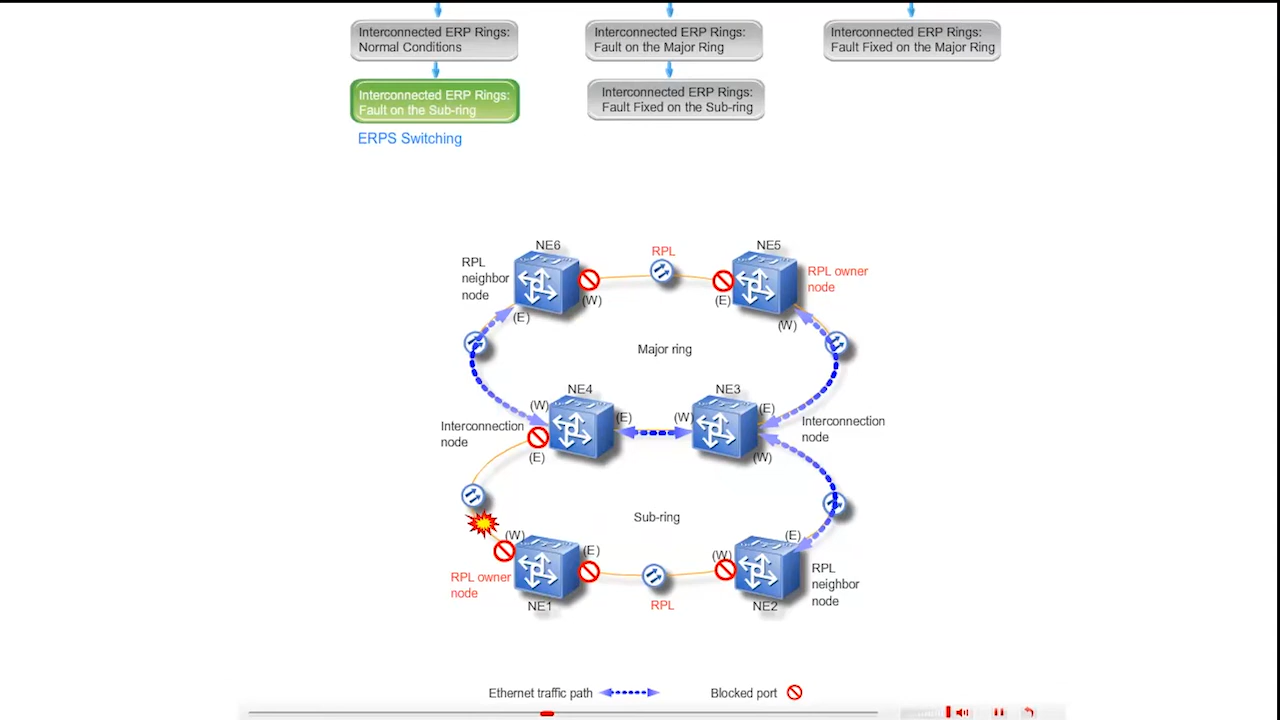 Interconnected ERP Rings:
Normal Conditions
Interconnected ERP Rings:
Fault on the Major Ring
Interconnected ERP Rings:
Fault Fixed on the Major Ring
Interconnected ERP Rings:
Fault on the Sub-ring
Interconnected ERP Rings:
Fault Fixed on the Sub-ring
ERPS Switching
NE6
RPL
NE5
RPL
neighbor
node
RPL owner
node
(W)
(E)
(E)
(W)
Major ring
NE4
NE3
(W)
(E)
(W)
(E)
Interconnection
node
Interconnection
node
(E)
(W)
Sub-ring
(W)
(E)
(W)
(E)
RPL owner
node
RPL
neighbor
node
NE1
RPL
NE2
Ethernet traffic path
Blocked port